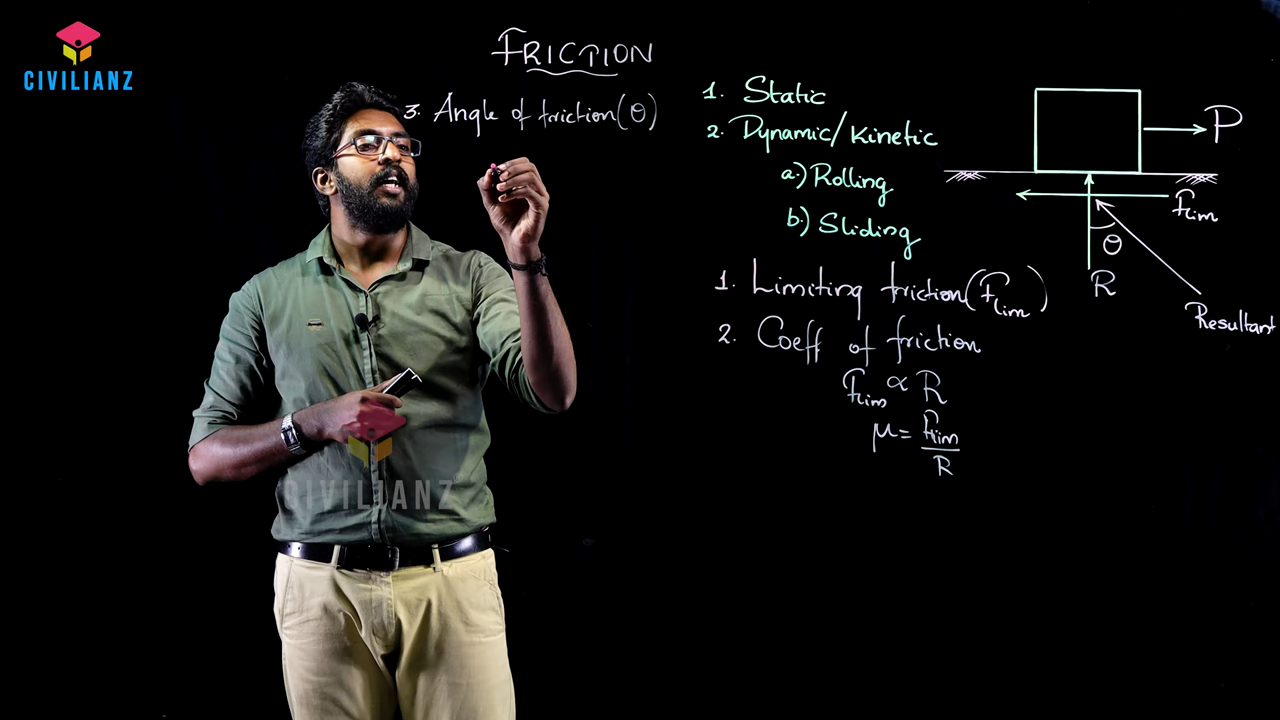 CIVILIANZ
FRICTION
3. Angle of friction (θ)
1. Static
2. Dynamic/Kinetic
a.) Rolling
b.) Sliding
1. Limiting friction (Flim)
2. Coeff of friction
Flim ∝ R
μ = Flim/R
P
Flim
θ
R
Resultant
CIVILIANZ